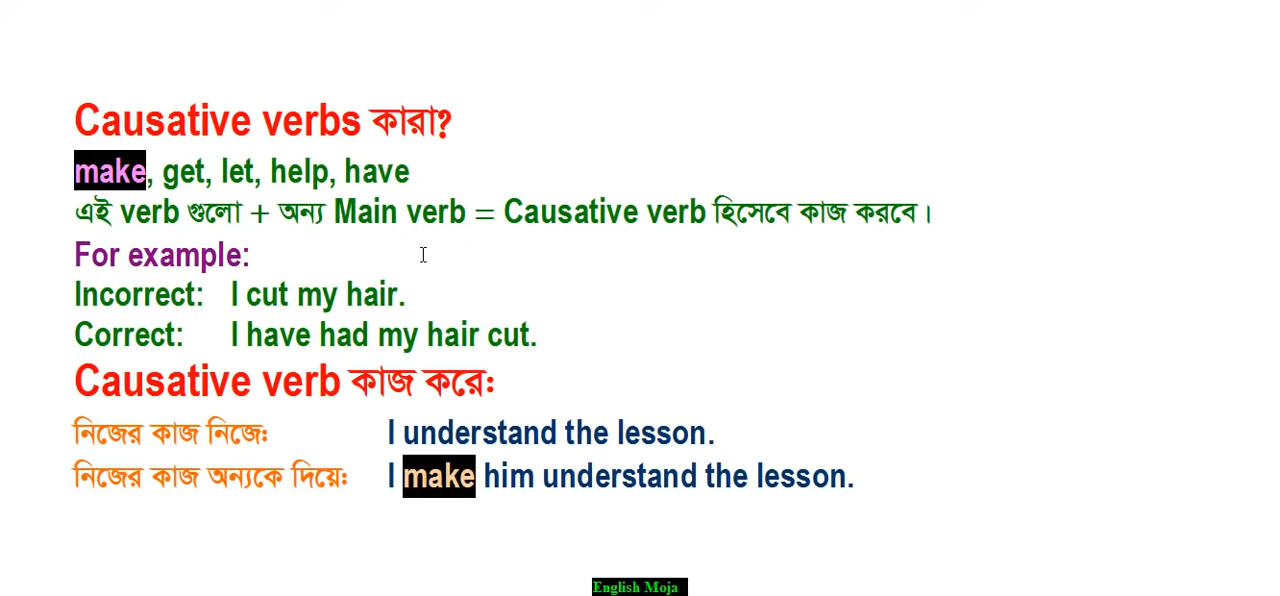 Causative verbs কারা?
make, get, let, help, have
এই verb গুলো + অন্য Main verb = Causative verb হিসেবে কাজ করবে।
For example:
Incorrect: I cut my hair.
Correct: I have had my hair cut.
Causative verb কাজ করে:
নিজের কাজ নিজে: I understand the lesson.
নিজের কাজ অন্যকে দিয়ে: I make him understand the lesson.
English Moja